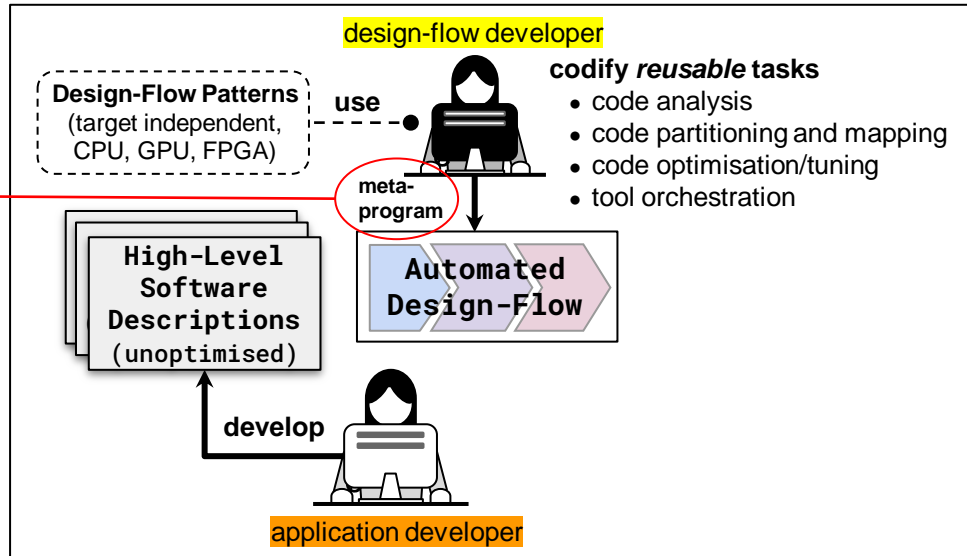 design-flow developer
Design-Flow Patterns
(target independent,
CPU, GPU, FPGA)
use
codify reusable tasks
• code analysis
• code partitioning and mapping
• code optimisation/tuning
• tool orchestration
meta-
program
High-Level
Software
Descriptions
(unoptimised)
Automated
Design-Flow
develop
application developer